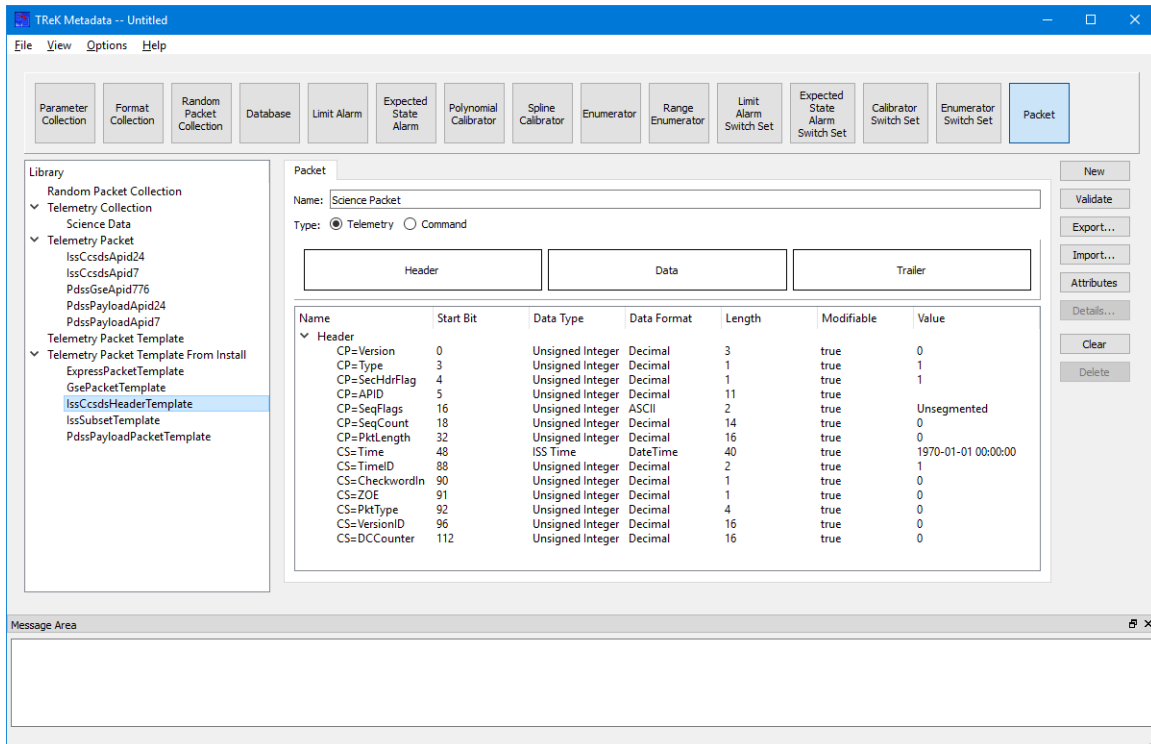 TReK Metadata -- Untitled
File View Options Help
Parameter Collection
Format Collection
Random Packet Collection
Database
Limit Alarm
Expected State Alarm
Polynomial Calibrator
Spline Calibrator
Enumerator
Range Enumerator
Limit Alarm Switch Set
Expected State Alarm Switch Set
Calibrator Switch Set
Enumerator Switch Set
Packet
Library
Random Packet Collection
Telemetry Collection
Science Data
Telemetry Packet
IssCcsdsApid24
IssCcsdsApid7
PdssGseApid776
PdssPayloadApid24
PdssPayloadApid7
Telemetry Packet Template
Telemetry Packet Template From Install
ExpressPacketTemplate
GsePacketTemplate
IssCcsdsHeaderTemplate
IssSubsetTemplate
PdssPayloadPacketTemplate
Packet
Name: Science Packet
Type: Telemetry Command
Header Data Trailer
Name Start Bit Data Type Data Format Length Modifiable Value
Header
CP=Version 0 Unsigned Integer Decimal 3 true 0
CP=Type 3 Unsigned Integer Decimal 1 true 1
CP=SecHdrFlag 4 Unsigned Integer Decimal 1 true 1
CP=APID 5 Unsigned Integer Decimal 11 true
CP=SeqFlags 16 Unsigned Integer ASCII 2 true Unsegmented
CP=SeqCount 18 Unsigned Integer Decimal 14 true 0
CP=PktLength 32 Unsigned Integer Decimal 16 true 0
CS=Time 48 ISS Time DateTime 40 true 1970-01-01 00:00:00
CS=TimeID 88 Unsigned Integer Decimal 2 true 1
CS=CheckwordIn 90 Unsigned Integer Decimal 1 true 0
CS=ZOE 91 Unsigned Integer Decimal 1 true 0
CS=PktType 92 Unsigned Integer Decimal 4 true 0
CS=VersionID 96 Unsigned Integer Decimal 16 true 0
CS=DCCounter 112 Unsigned Integer Decimal 16 true 0
New
Validate
Export...
Import...
Attributes
Details...
Clear
Delete
Message Area